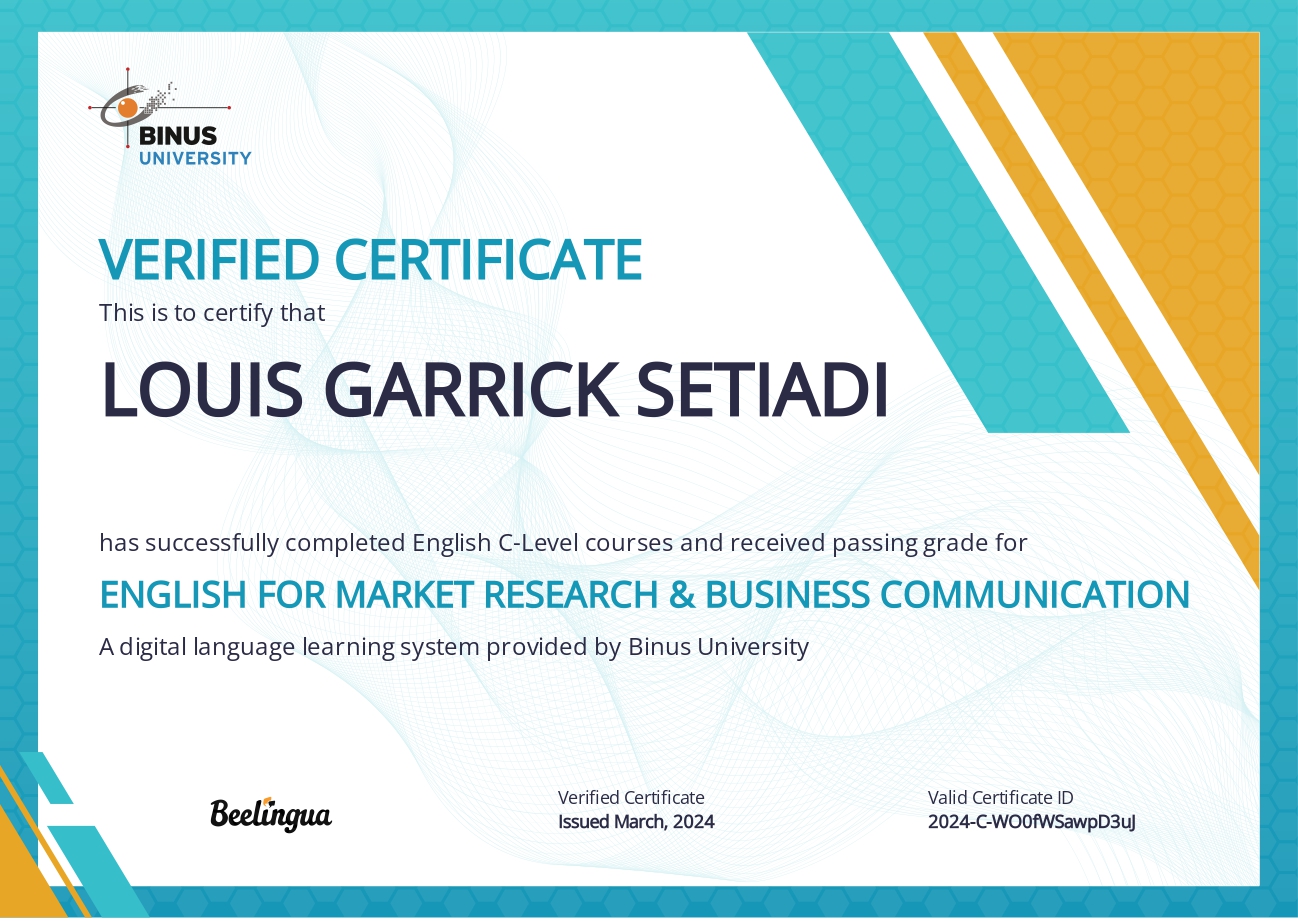 BINUS
UNIVERSITY
VERIFIED CERTIFICATE
This is to certify that
LOUIS GARRICK SETIADI
has successfully completed English C-Level courses and received passing grade for
ENGLISH FOR MARKET RESEARCH & BUSINESS COMMUNICATION
A digital language learning system provided by Binus University
Beelingua
Verified Certificate
Issued March, 2024
Valid Certificate ID
2024-C-WO0fWSawpD3uJ